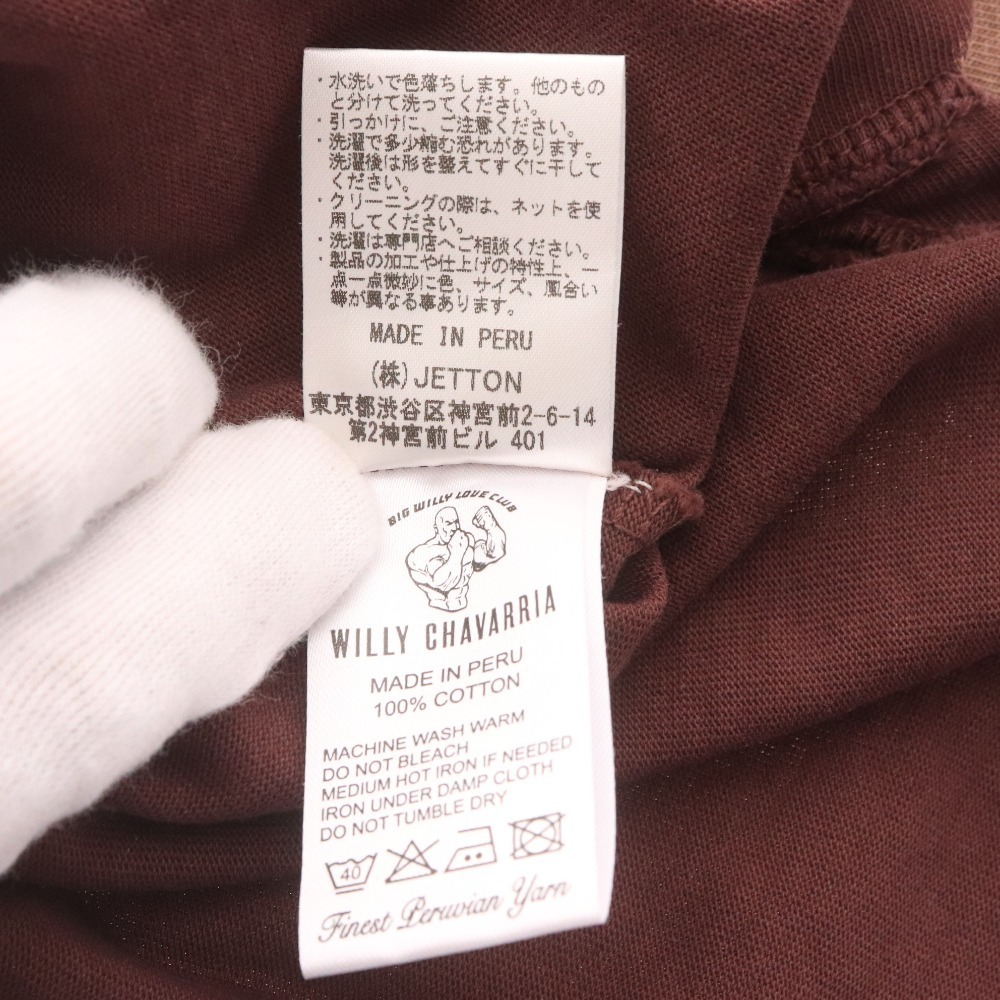 ・水洗いで色落ちします。他のもの
と分けて洗ってください。
・引っかけに、ご注意ください。
・洗濯で多少縮む恐れがあります。
洗濯後は形を整えてすぐに干して
ください。
・クリーニングの際は、ネットを使
用してください。
・洗濯は専門店へご相談ください。
・製品の加工や仕上げの特性上、一
点一点微妙に色、サイズ、風合い
等が異なる事あります。
MADE IN PERU
(株)JETTON
東京都渋谷区神宮前2-6-14
第2神宮前ビル 401
BIG WILLY LOVE CLUB
WILLY CHAVARRIA
MADE IN PERU
100% COTTON
MACHINE WASH WARM
DO NOT BLEACH
MEDIUM HOT IRON IF NEEDED
IRON UNDER DAMP CLOTH
DO NOT TUMBLE DRY
40
Finest Peruvian Yarn